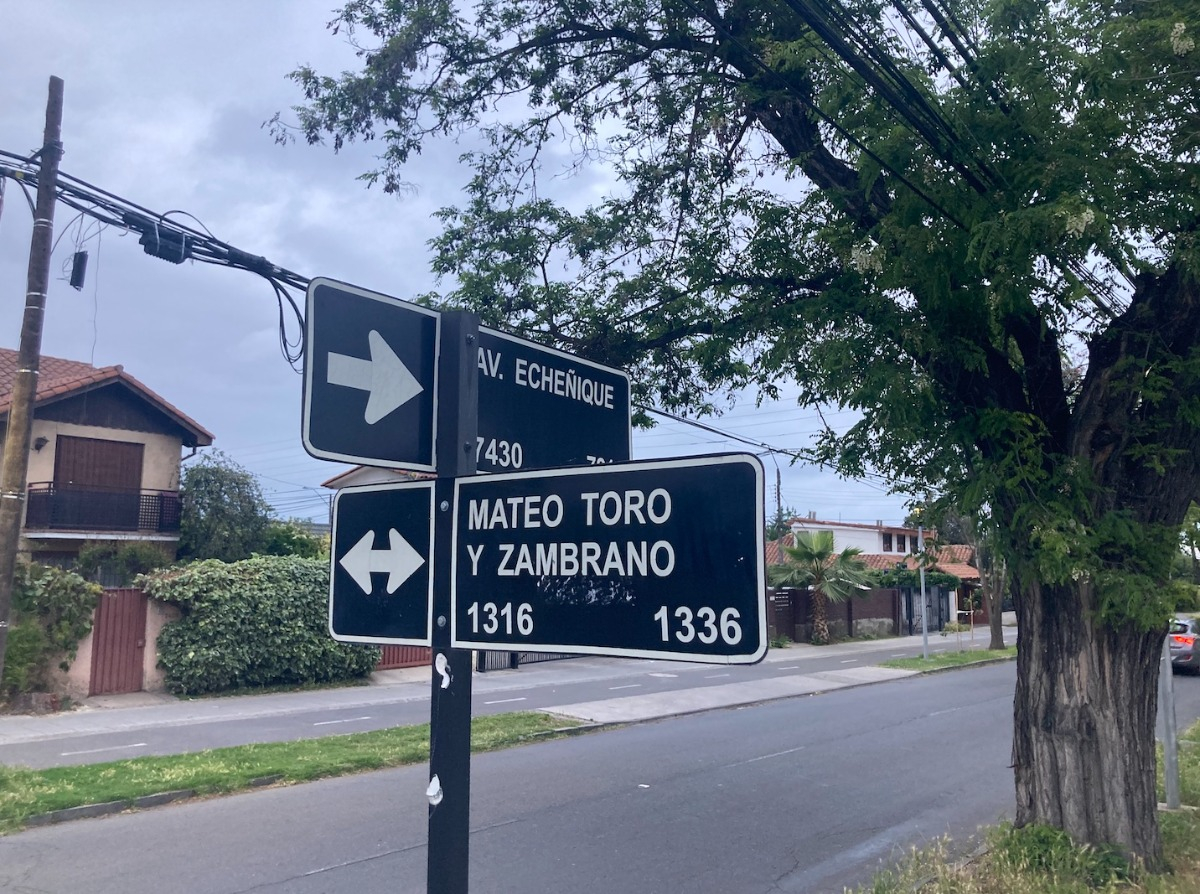 AV. ECHEÑIQUE
7430
MATEO TORO
Y ZAMBRANO
1316 1336